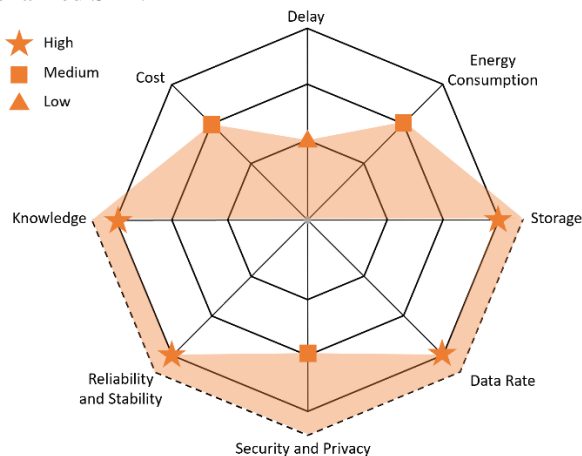 Delay
High
Medium
Low
Cost
Energy
Consumption
Knowledge
Storage
Reliability
and Stability
Data Rate
Security and Privacy